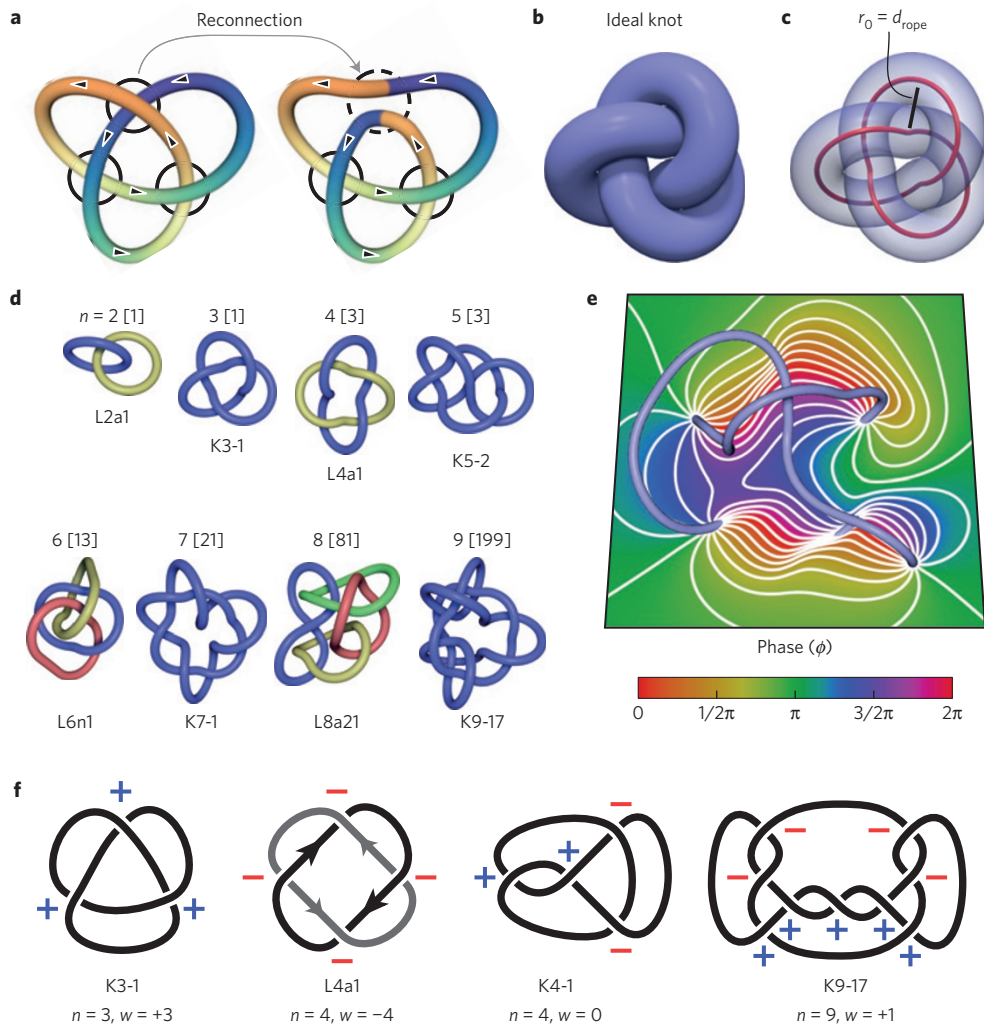 a
Reconnection
b
Ideal knot
c
r₀ = d_rope
d
n = 2 [1]
3 [1]
4 [3]
5 [3]
L2a1
K3-1
L4a1
K5-2
6 [13]
7 [21]
8 [81]
9 [199]
L6n1
K7-1
L8a21
K9-17
e
Phase (ϕ)
0
1/2π
π
3/2π
2π
f
+
+
+
−
−
−
−
−
+
+
−
−
−
−
−
+
+
+
+
+
K3-1
L4a1
K4-1
K9-17
n = 3, w = +3
n = 4, w = −4
n = 4, w = 0
n = 9, w = +1